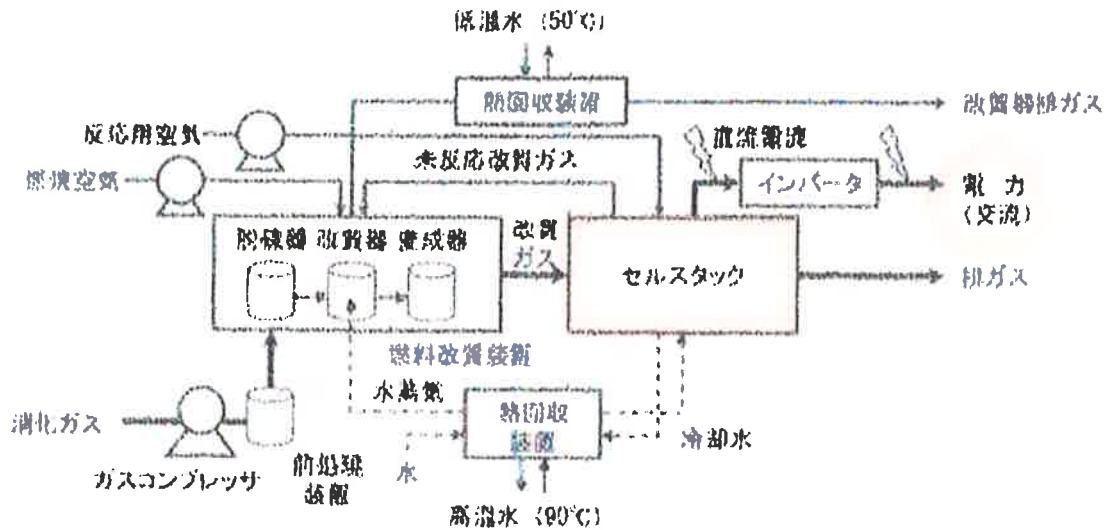 低温水 (50℃)
熱回収装置
改質器排ガス
反応用空気
直流電流
未反応改質ガス
燃焼空気
インバータ
電 力
(交流)
脱硫器 改質器 変成器
改質
ガス
セルスタック
排ガス
燃料改質装置
水蒸気
熱回収
装置
消化ガス
冷却水
水
前処理
装置
ガスコンプレッサ
高温水 (90℃)